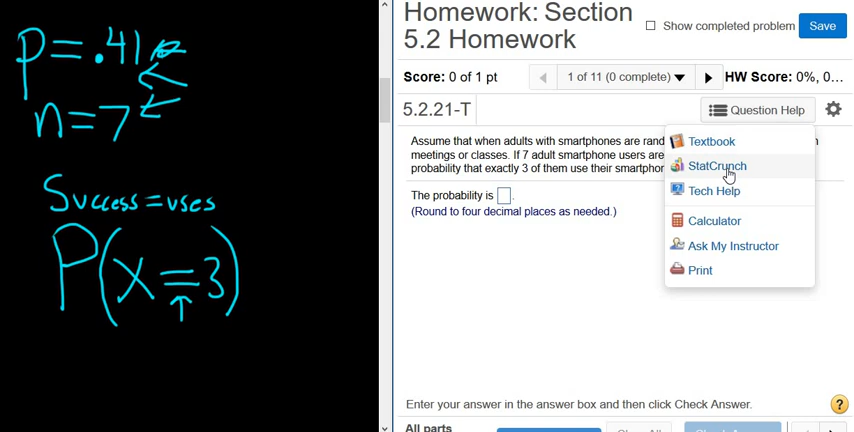 p = .41
n = 7
Success = uses
P(x = 3)
Homework: Section
5.2 Homework
Show completed problem
Save
Score: 0 of 1 pt
1 of 11 (0 complete)
HW Score: 0%, 0...
5.2.21-T
Question Help
Assume that when adults with smartphones are rand
meetings or classes. If 7 adult smartphone users are
probability that exactly 3 of them use their smartphon
The probability is
.
(Round to four decimal places as needed.)
Textbook
StatCrunch
Tech Help
Calculator
Ask My Instructor
Print
Enter your answer in the answer box and then click Check Answer.
?
All parts